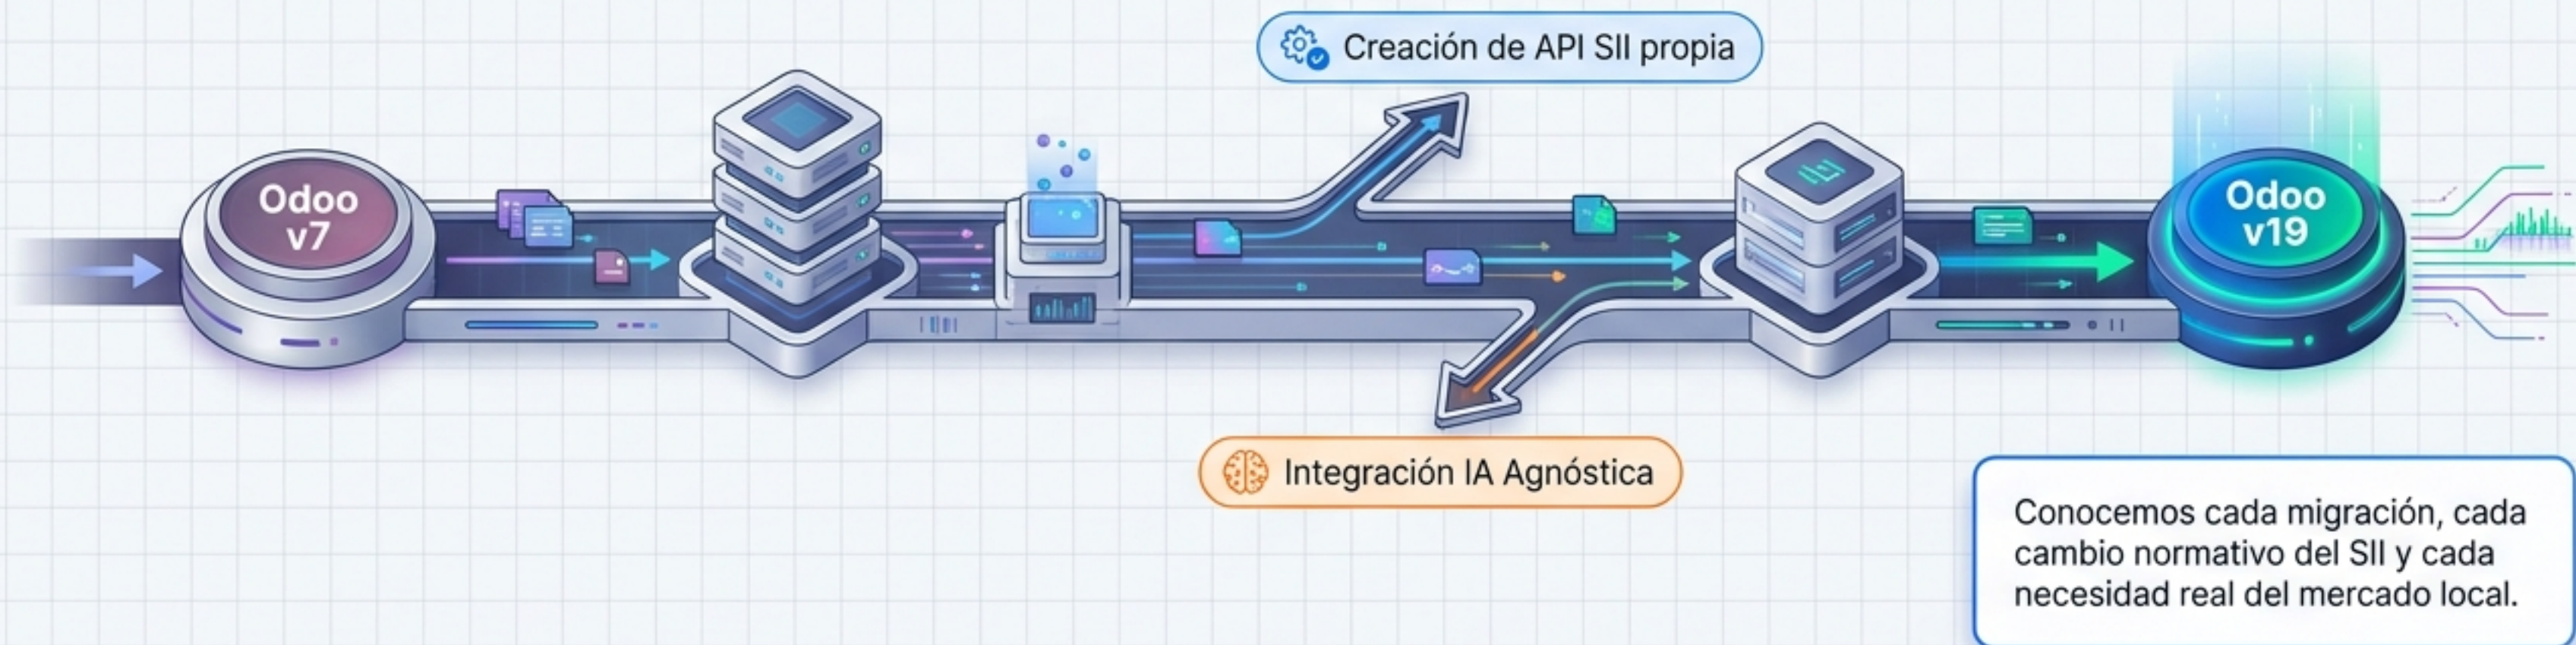 Creación de API SII propia
Odoo
v7
Odoo
v19
Integración IA Agnóstica
Conocemos cada migración, cada
cambio normativo del SII y cada
necesidad real del mercado local.